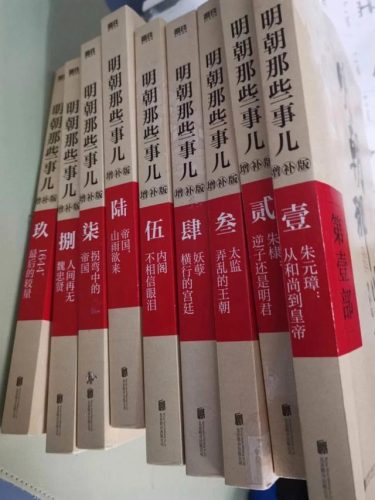 明朝那些事儿
增补版
玖
1644，
最后的较量
明朝那些事儿
增补版
捌
人间再无
魏忠贤
明朝那些事儿
增补版
柒
拐弯中的
帝国
明朝那些事儿
增补版
陆
帝国，
山雨欲来
明朝那些事儿
增补版
伍
内阁
不相信眼泪
明朝那些事儿
增补版
肆
妖孽
横行的宫廷
明朝那些事儿
增补版
叁
太监
弄乱的王朝
明朝那些事儿
增补版
贰
朱棣
逆子还是明君
明朝那些事儿
增补版
壹
朱元璋：
从和尚到皇帝
第壹部